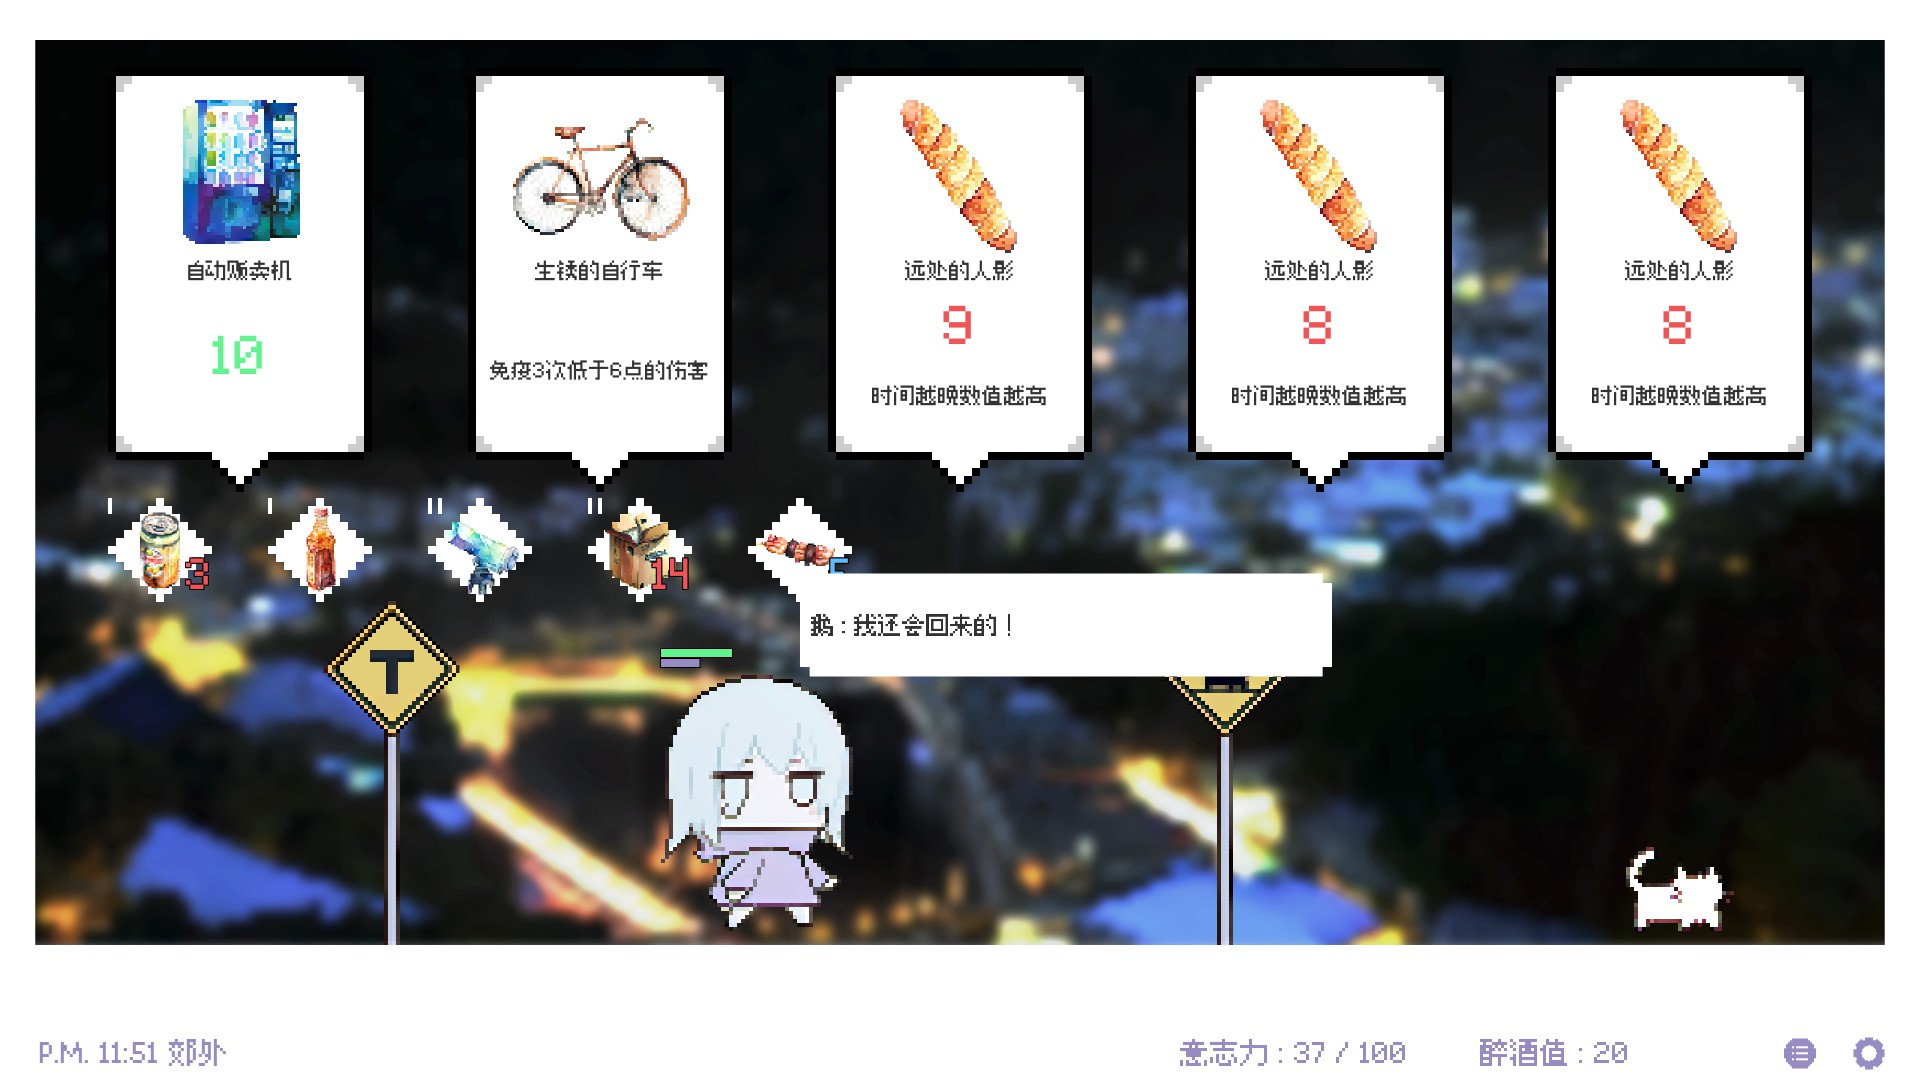 自动贩卖机
10
生锈的自行车
免疫3次低于6点的伤害
远处的人影
9
时间越晚数值越高
远处的人影
8
时间越晚数值越高
远处的人影
8
时间越晚数值越高
I
3
I
II
II
14
鹅：我还会回来的！
T
P.M. 11:51 郊外
意志力：37 / 100
醉酒值：20